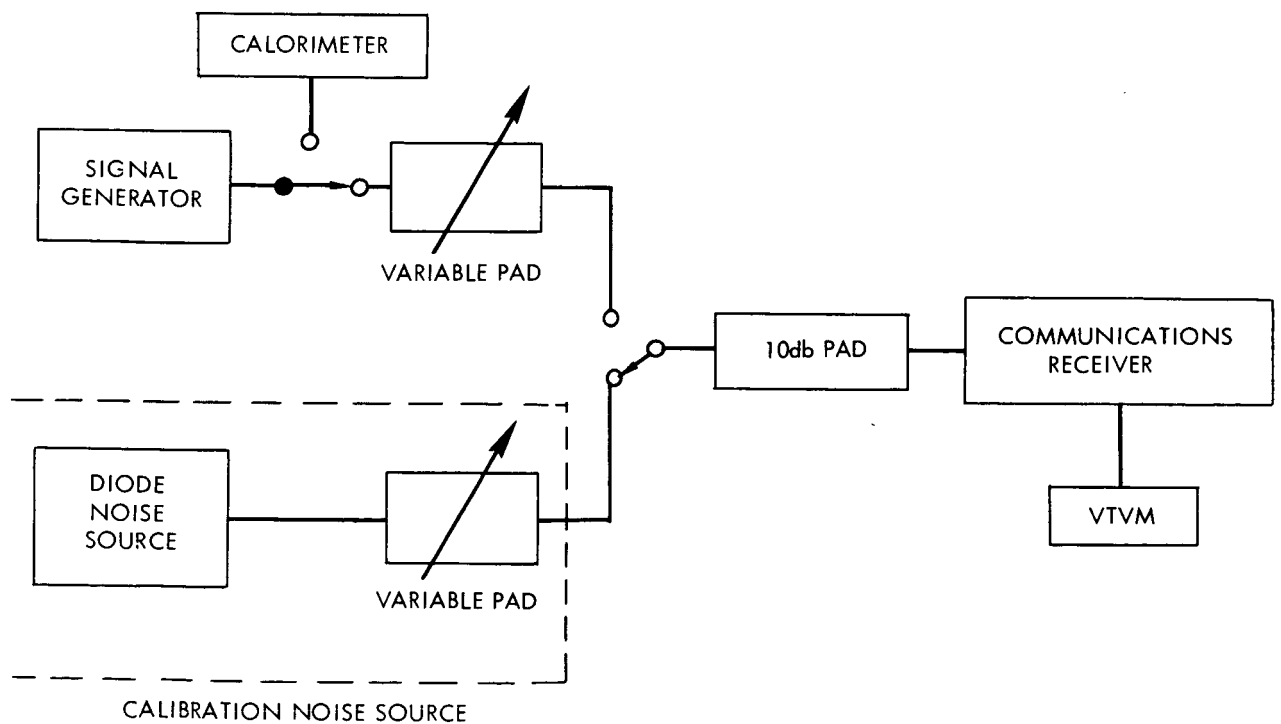 CALORIMETER
SIGNAL
GENERATOR
VARIABLE PAD
10db PAD
COMMUNICATIONS
RECEIVER
DIODE
NOISE
SOURCE
VTVM
VARIABLE PAD
CALIBRATION NOISE SOURCE